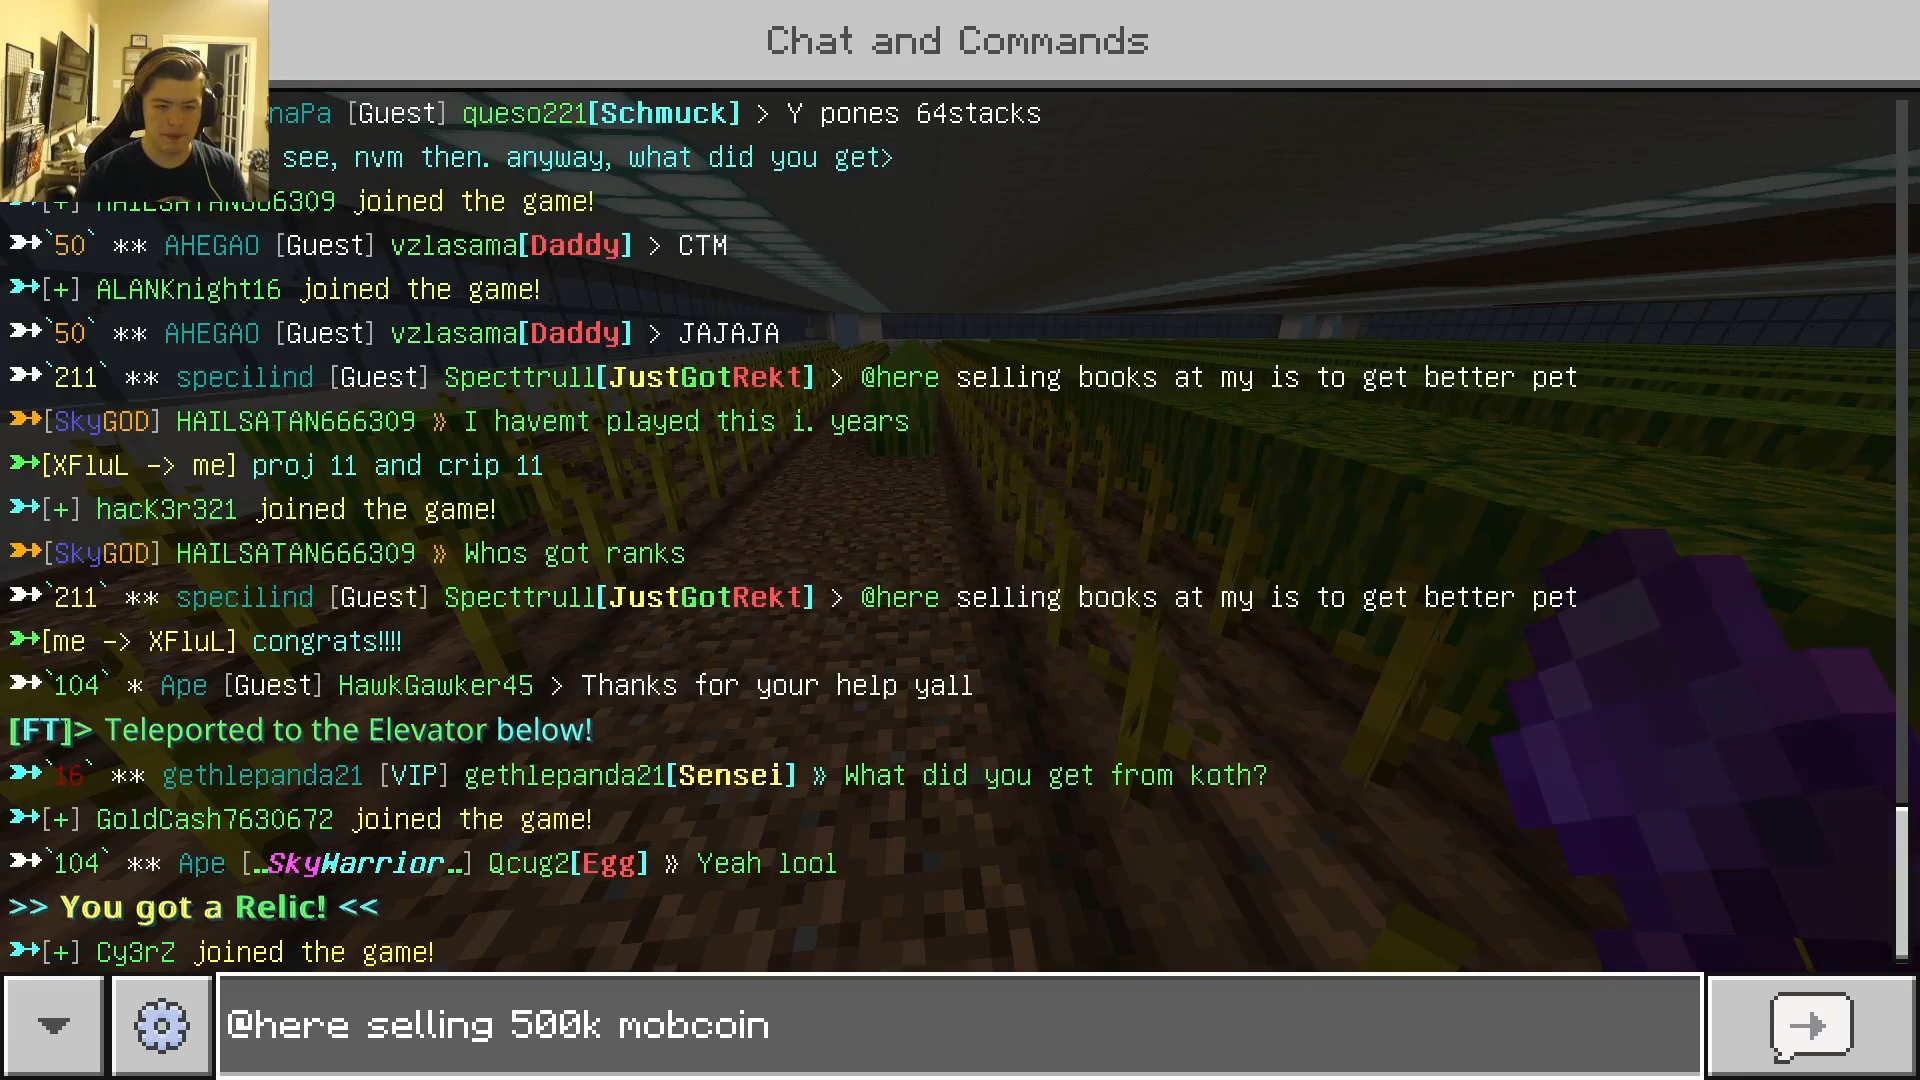 Chat and Commands
naPa [Guest] queso221[Schmuck] > Y pones 64stacks
see, nvm then. anyway, what did you get>
[+] HAILSATAN666309 joined the game!
`50` ** AHEGAO [Guest] vzlasama[Daddy] > CTM
[+] ALANKnight16 joined the game!
`50` ** AHEGAO [Guest] vzlasama[Daddy] > JAJAJA
`211` ** specilind [Guest] Specttrull[JustGotRekt] > @here selling books at my is to get better pet
[SkyGOD] HAILSATAN666309 » I havemt played this i. years
[XFluL -> me] proj 11 and crip 11
[+] hacK3r321 joined the game!
[SkyGOD] HAILSATAN666309 » Whos got ranks
`211` ** specilind [Guest] Specttrull[JustGotRekt] > @here selling books at my is to get better pet
[me -> XFluL] congrats!!!!
`104` * Ape [Guest] HawkGawker45 > Thanks for your help yall
[FT]> Teleported to the Elevator below!
`16` ** gethlepanda21 [VIP] gethlepanda21[Sensei] » What did you get from koth?
[+] GoldCash7630672 joined the game!
`104` ** Ape [..SkyWarrior..] Qcug2[Egg] » Yeah lool
>> You got a Relic! <<
[+] Cy3rZ joined the game!
@here selling 500k mobcoin